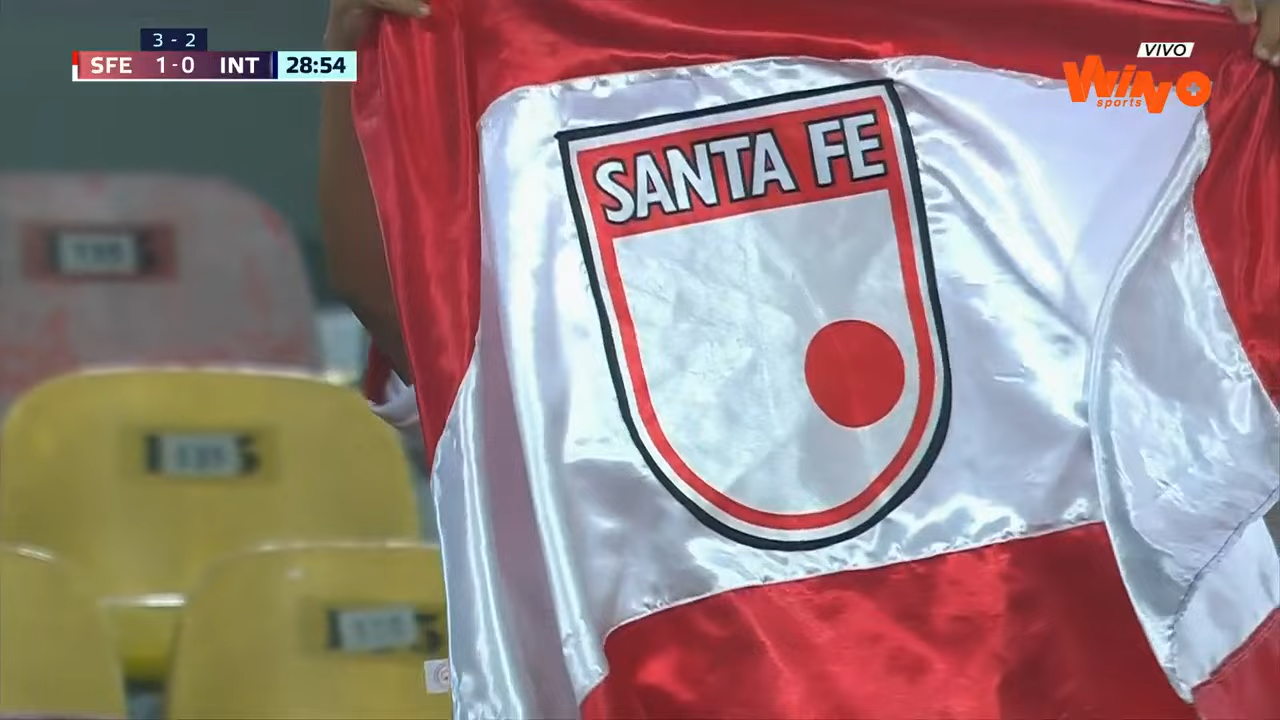 3 - 2
SFE 1-0 INT 28:54
VIVO
WIN+O
sports
SANTA FE